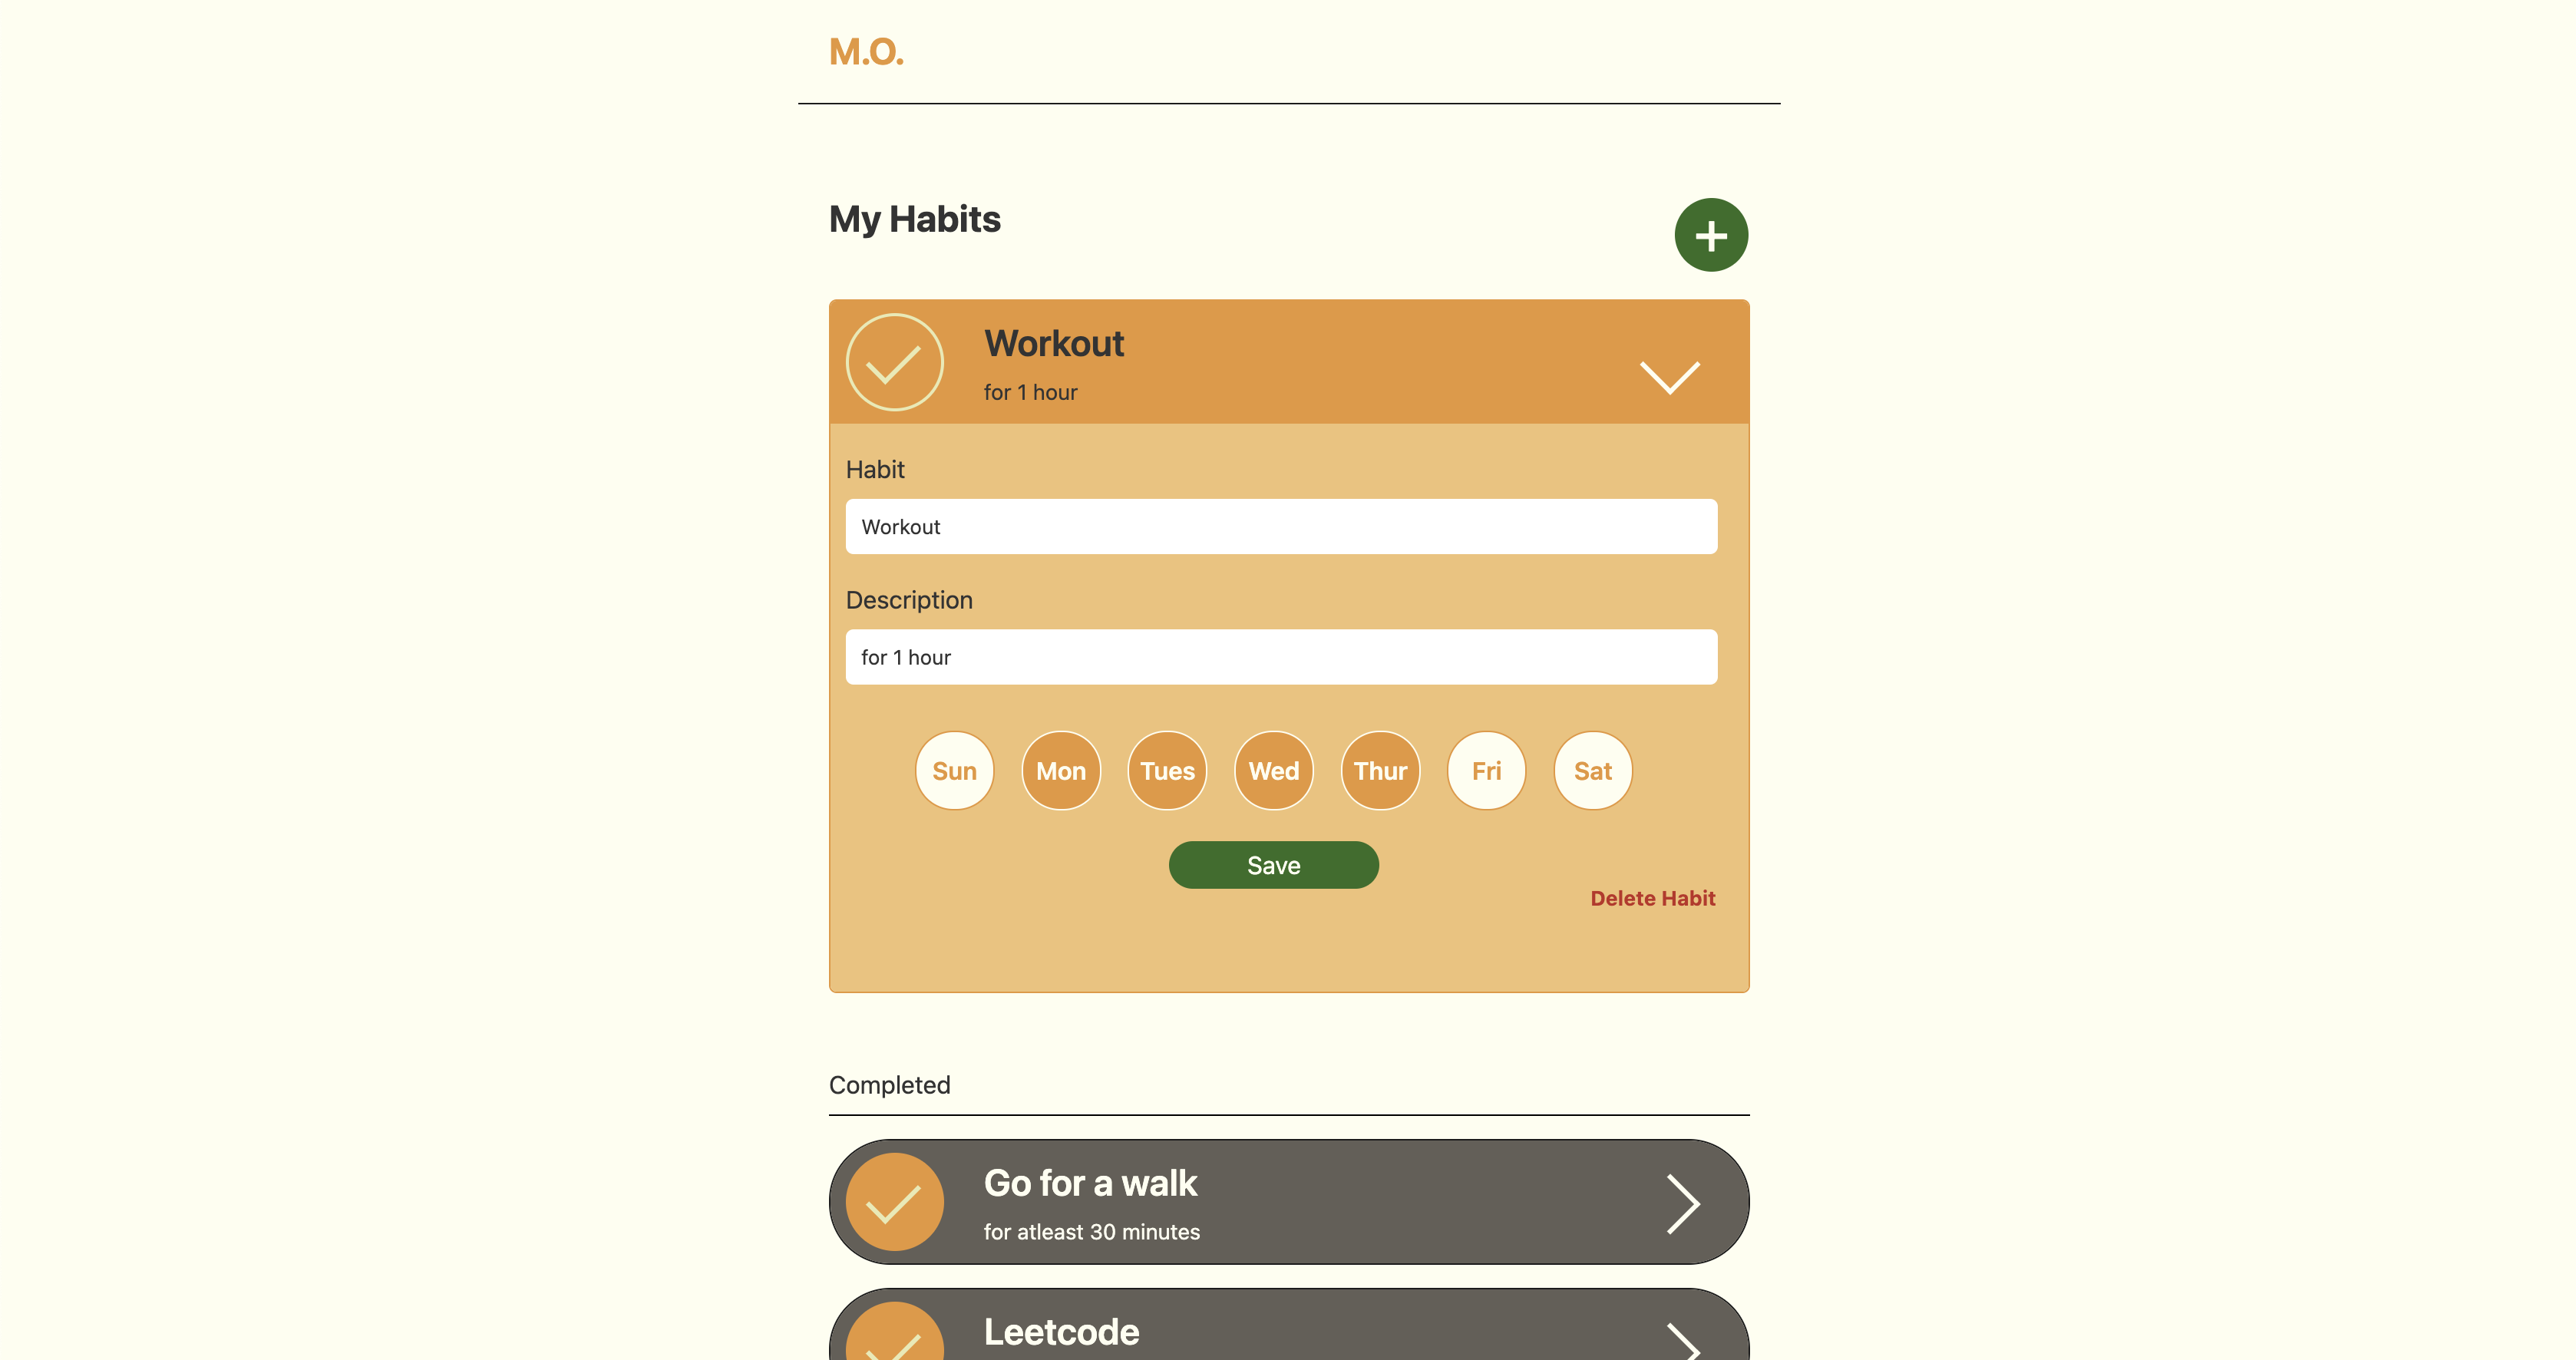 M.O.
My Habits
Workout
for 1 hour
Habit
Workout
Description
for 1 hour
Sun Mon Tues Wed Thur Fri Sat
Save
Delete Habit
Completed
Go for a walk
for atleast 30 minutes
Leetcode